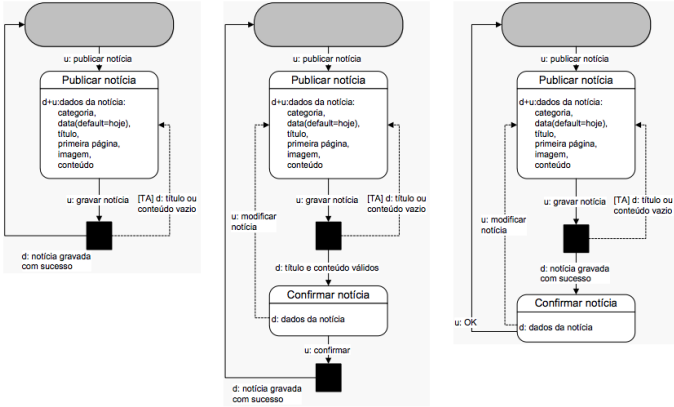 u: publicar notícia
Publicar notícia
d+u:dados da notícia:
categoria,
data(default=hoje),
título,
primeira página,
imagem,
conteúdo
u: gravar notícia
[TA] d: título ou
conteúdo vazio
d: notícia gravada
com sucesso
u: publicar notícia
Publicar notícia
d+u:dados da notícia:
categoria,
data(default=hoje),
título,
primeira página,
imagem,
conteúdo
u: gravar notícia
[TA] d: título ou
conteúdo vazio
u: modificar
notícia
d: título e conteúdo válidos
Confirmar notícia
d: dados da notícia
u: confirmar
d: notícia gravada
com sucesso
u: publicar notícia
Publicar notícia
d+u:dados da notícia:
categoria,
data(default=hoje),
título,
primeira página,
imagem,
conteúdo
u: gravar notícia
[TA] d: título ou
conteúdo vazio
u: modificar
notícia
d: notícia gravada
com sucesso
Confirmar notícia
u: OK
d: dados da notícia